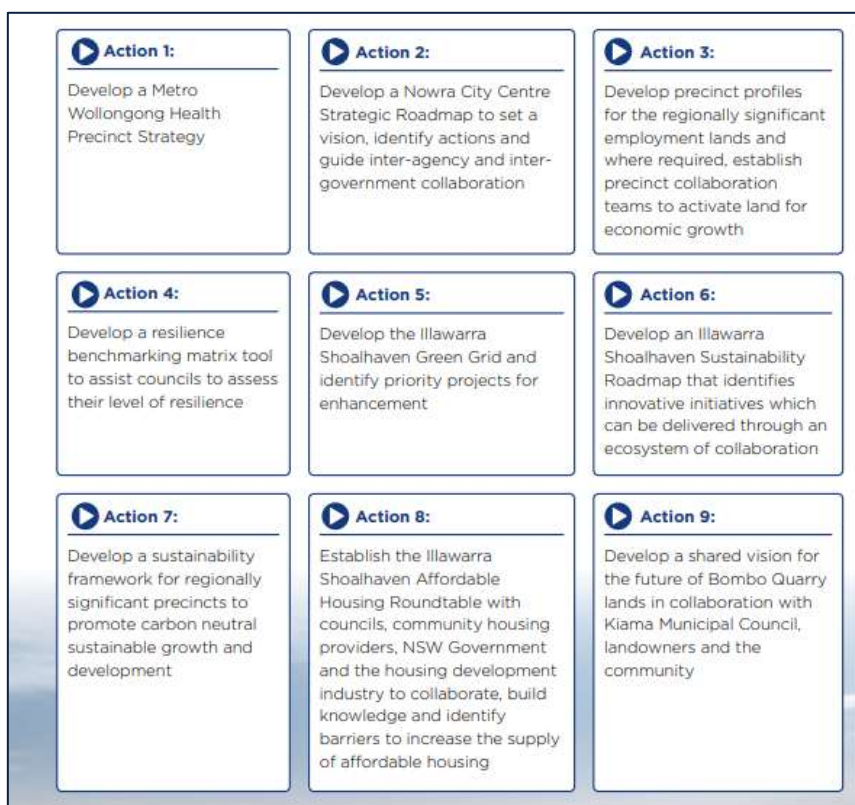 Action 1:
Develop a Metro
Wollongong Health
Precinct Strategy
Action 2:
Develop a Nowra City Centre
Strategic Roadmap to set a
vision, identify actions and
guide inter-agency and inter-
government collaboration
Action 3:
Develop precinct profiles
for the regionally significant
employment lands and
where required, establish
precinct collaboration
teams to activate land for
economic growth
Action 4:
Develop a resilience
benchmarking matrix tool
to assist councils to assess
their level of resilience
Action 5:
Develop the Illawarra
Shoalhaven Green Grid and
identify priority projects for
enhancement
Action 6:
Develop an Illawarra
Shoalhaven Sustainability
Roadmap that identifies
innovative initiatives which
can be delivered through an
ecosystem of collaboration
Action 7:
Develop a sustainability
framework for regionally
significant precincts to
promote carbon neutral
sustainable growth and
development
Action 8:
Establish the Illawarra
Shoalhaven Affordable
Housing Roundtable with
councils, community housing
providers, NSW Government
and the housing development
industry to collaborate, build
knowledge and identify
barriers to increase the supply
of affordable housing
Action 9:
Develop a shared vision for
the future of Bombo Quarry
lands in collaboration with
Kiama Municipal Council,
landowners and the
community